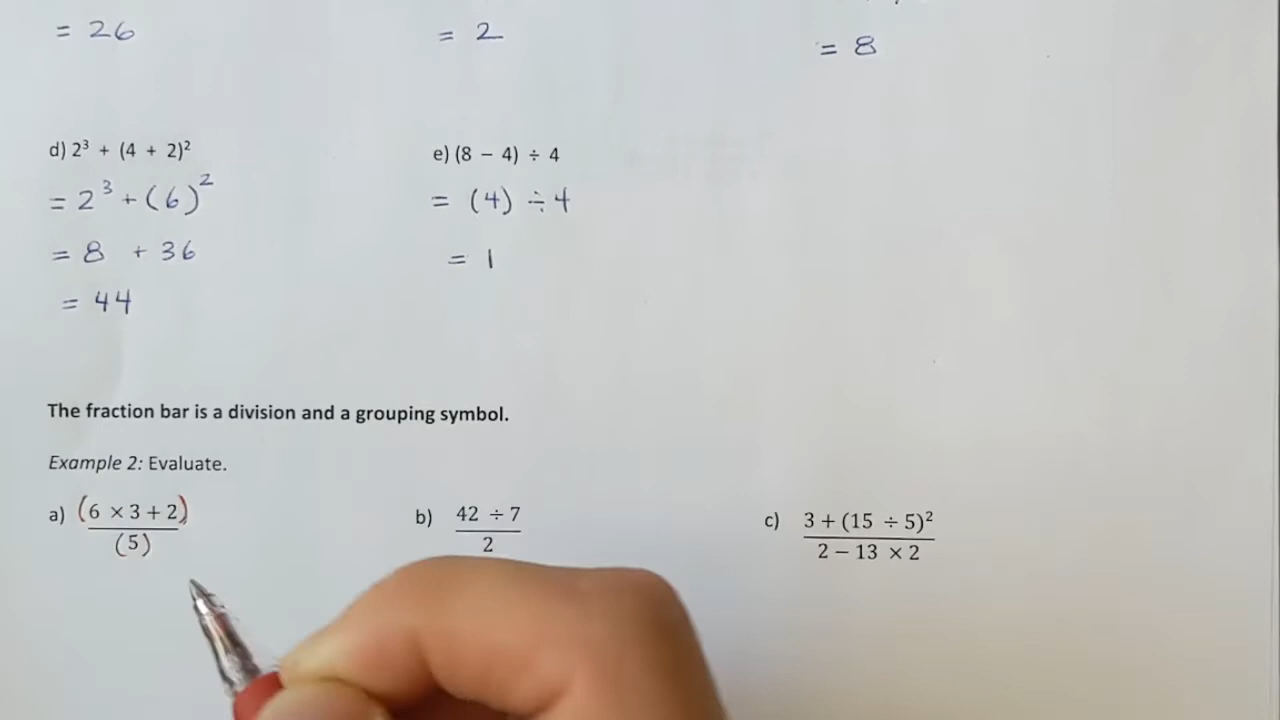 = 26
= 2
= 8
d) 2³ + (4 + 2)²
= 2³ + (6)²
= 8 + 36
= 44
e) (8 − 4) ÷ 4
= (4) ÷ 4
= 1
The fraction bar is a division and a grouping symbol.
Example 2: Evaluate.
a) (6 × 3 + 2)
(5)
b) 42 ÷ 7
2
c) 3 + (15 ÷ 5)²
2 − 13 × 2